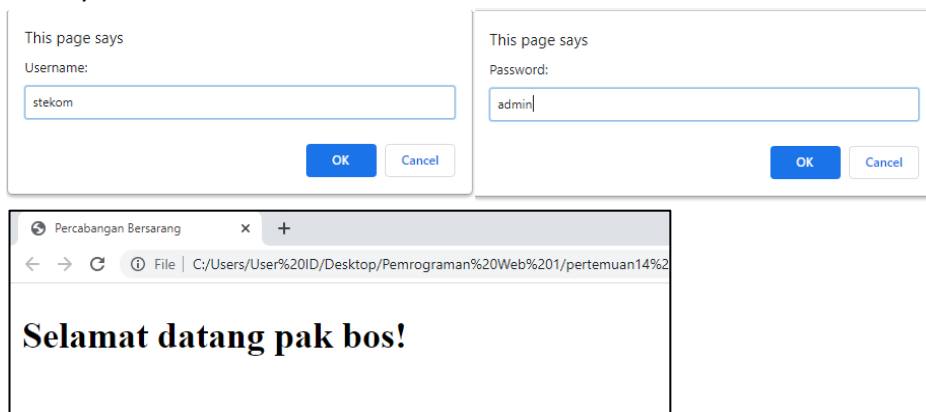 This page says
Username:
stekom
OK Cancel
This page says
Password:
admin
OK Cancel
Percabangan Bersarang
File | C:/Users/User%20ID/Desktop/Pemrograman%20Web%201/pertemuan14%2
Selamat datang pak bos!